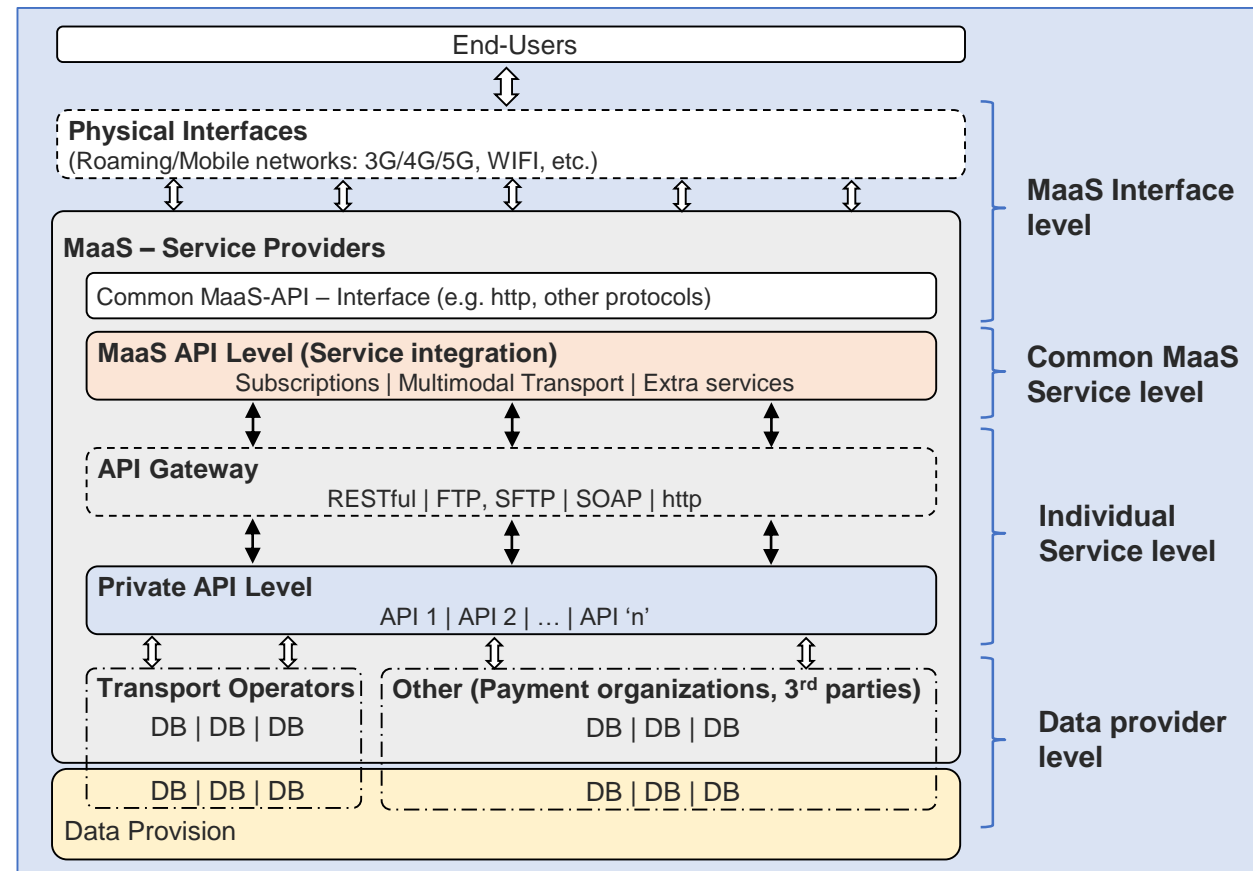 End-Users
Physical Interfaces
(Roaming/Mobile networks: 3G/4G/5G, WIFI, etc.)
MaaS Interface
level
MaaS – Service Providers
Common MaaS-API – Interface (e.g. http, other protocols)
MaaS API Level (Service integration)
Subscriptions | Multimodal Transport | Extra services
Common MaaS
Service level
API Gateway
RESTful | FTP, SFTP | SOAP | http
Individual
Service level
Private API Level
API 1 | API 2 | … | API ‘n’
Transport Operators
DB | DB | DB
DB | DB | DB
Other (Payment organizations, 3rd parties)
DB | DB | DB
DB | DB | DB
Data provider
level
Data Provision